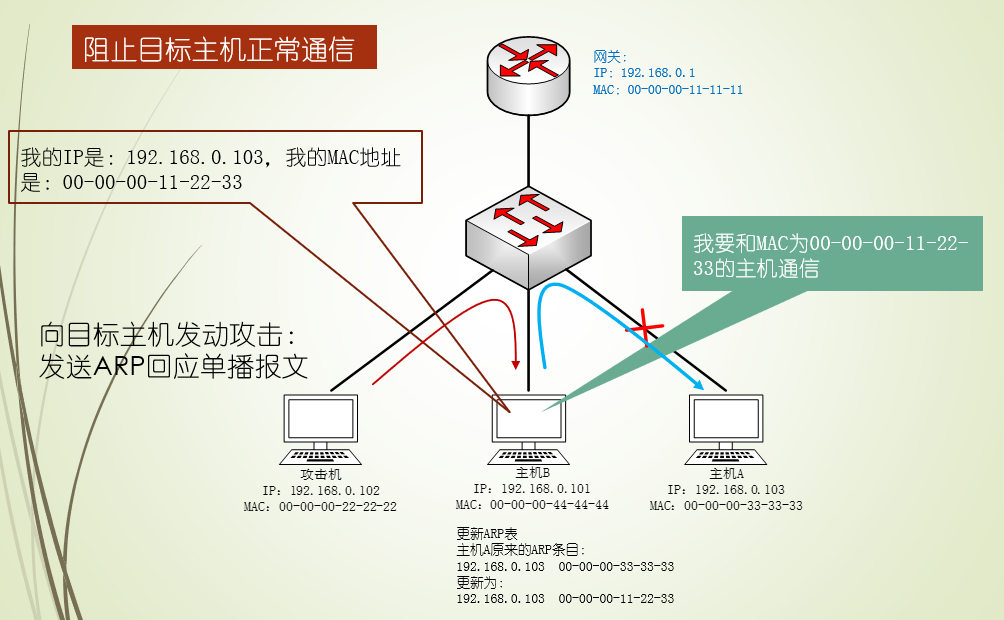 阻止目标主机正常通信
网关:
IP: 192.168.0.1
MAC: 00-00-00-11-11-11
我的IP是: 192.168.0.103, 我的MAC地址
是: 00-00-00-11-22-33
我要和MAC为00-00-00-11-22-
33的主机通信
向目标主机发动攻击:
发送ARP回应单播报文
攻击机
IP: 192.168.0.102
MAC: 00-00-00-22-22-22
主机B
IP: 192.168.0.101
MAC: 00-00-00-44-44-44
主机A
IP: 192.168.0.103
MAC: 00-00-00-33-33-33
更新ARP表
主机A原来的ARP条目:
192.168.0.103 00-00-00-33-33-33
更新为:
192.168.0.103 00-00-00-11-22-33